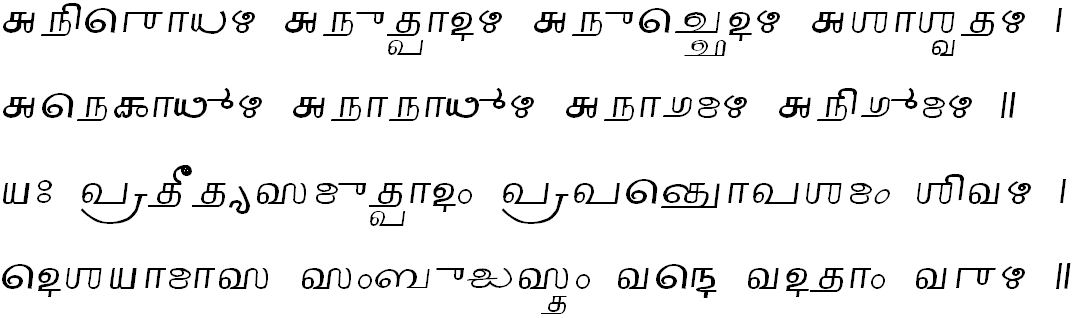 𑌅𑌨𑌿𑌰𑍋𑌧𑌮𑍍 𑌅𑌨𑍁𑌤𑍍𑌪𑌾𑌦𑌮𑍍 𑌅𑌨𑍁𑌚𑍍𑌛𑍇𑌦𑌮𑍍 𑌅𑌶𑌾𑌶𑍍𑌵𑌤𑌮𑍍 ।
𑌅𑌨𑍇𑌕𑌾𑌰𑍍𑌥𑌮𑍍 𑌅𑌨𑌾𑌨𑌾𑌰𑍍𑌥𑌮𑍍 𑌅𑌨𑌾𑌗𑌮𑌮𑍍 𑌅𑌨𑌿𑌰𑍍𑌗𑌮𑌮𑍍 ॥
𑌯𑌃 𑌪𑍍𑌰𑌤𑍀𑌤𑍍𑌯𑌸𑌮𑍁𑌤𑍍𑌪𑌾𑌦𑌂 𑌪𑍍𑌰𑌪𑌞𑍍𑌚𑍋𑌪𑌶𑌮𑌂 𑌶𑌿𑌵𑌮𑍍 ।
𑌦𑍇𑌶𑌯𑌾𑌮𑌾𑌸 𑌸𑌂𑌬𑍁𑌦𑍍𑌧𑌸𑍍𑌤𑌂 𑌵𑌨𑍍𑌦𑍇 𑌵𑌦𑌤𑌾𑌂 𑌵𑌰𑌮𑍍 ॥